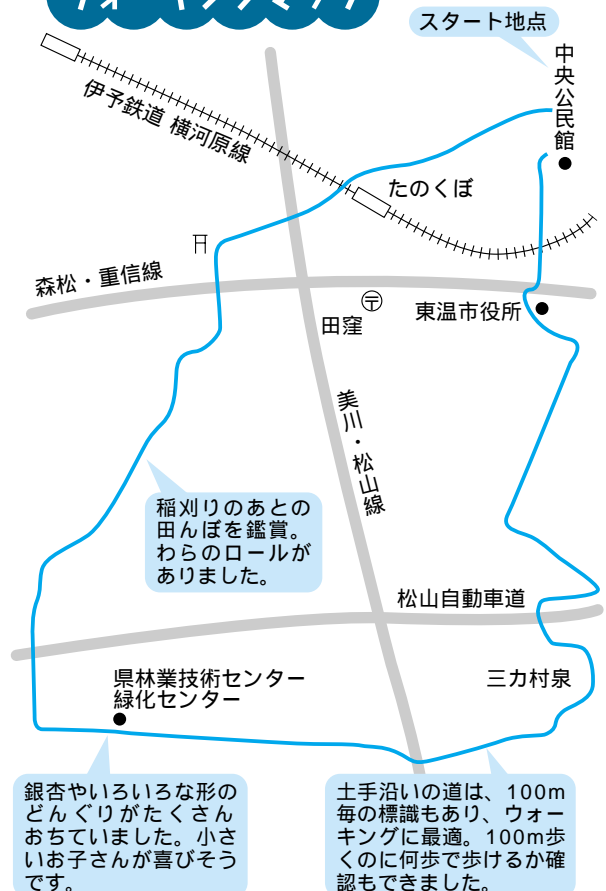 ウォーキングマップ
スタート地点
中央公民館
伊予鉄道 横河原線
たのくぼ
森松・重信線
〒
田窪
東温市役所
美川・松山線
稲刈りのあとの
田んぼを鑑賞。
わらのロールが
ありました。
松山自動車道
県林業技術センター
緑化センター
三カ村泉
銀杏やいろいろな形の
どんぐりがたくさん
おちていました。小さ
いお子さんが喜びそう
です。
土手沿いの道は、100m
毎の標識もあり、ウォー
キングに最適。100m歩
くのに何歩で歩けるか確
認もできました。